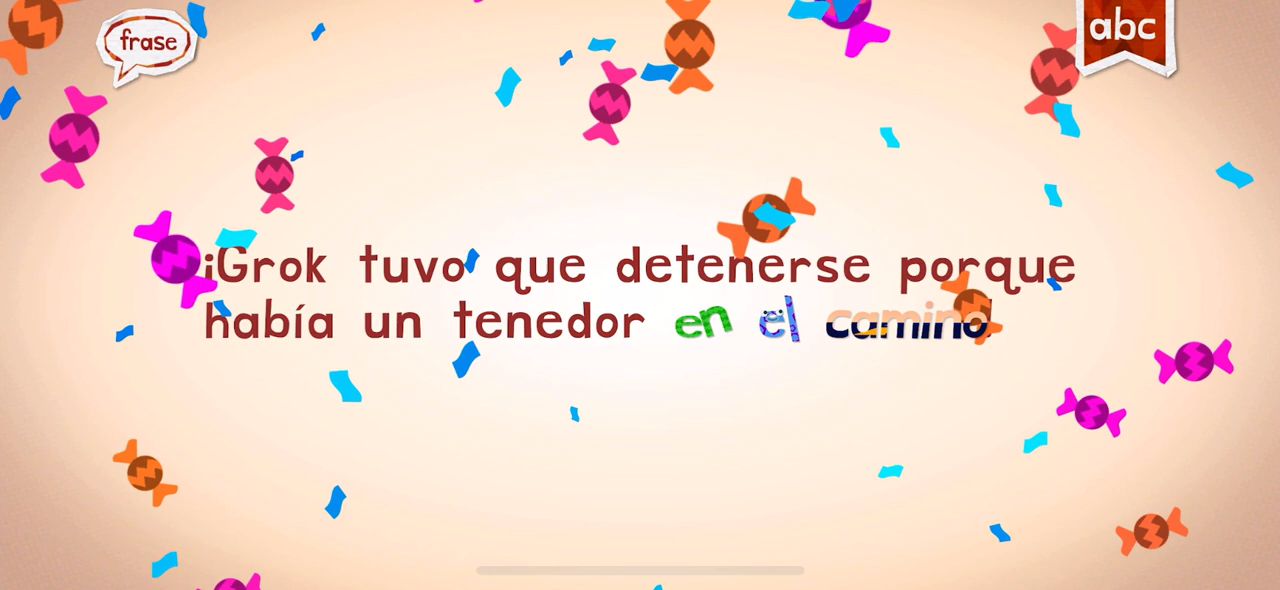 frase
abc
¡Grok tuvo que detenerse porque
había un tenedor en el camino!